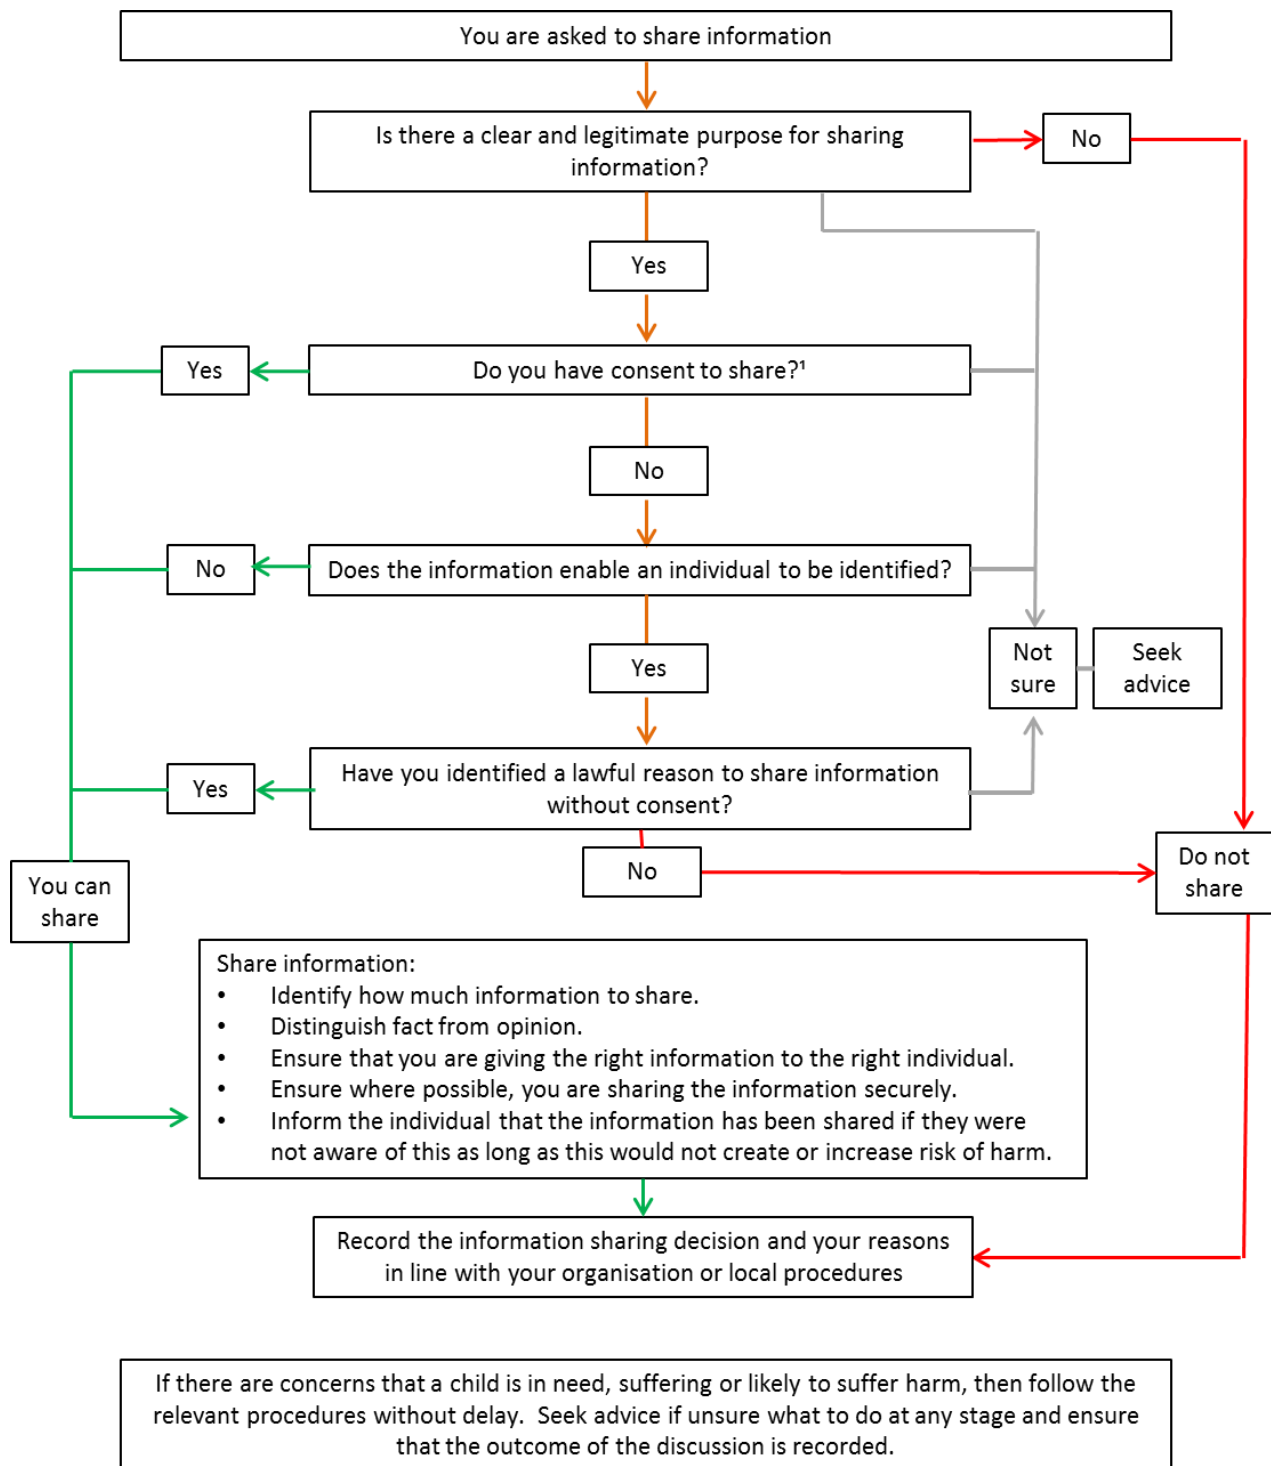 You are asked to share information
Is there a clear and legitimate purpose for sharing
information?
No
Yes
Yes
Do you have consent to share?¹
No
No
Does the information enable an individual to be identified?
Yes
Not
sure
Seek
advice
Yes
Have you identified a lawful reason to share information
without consent?
No
Do not
share
You can
share
Share information:
• Identify how much information to share.
• Distinguish fact from opinion.
• Ensure that you are giving the right information to the right individual.
• Ensure where possible, you are sharing the information securely.
• Inform the individual that the information has been shared if they were
not aware of this as long as this would not create or increase risk of harm.
Record the information sharing decision and your reasons
in line with your organisation or local procedures
If there are concerns that a child is in need, suffering or likely to suffer harm, then follow the
relevant procedures without delay.  Seek advice if unsure what to do at any stage and ensure
that the outcome of the discussion is recorded.